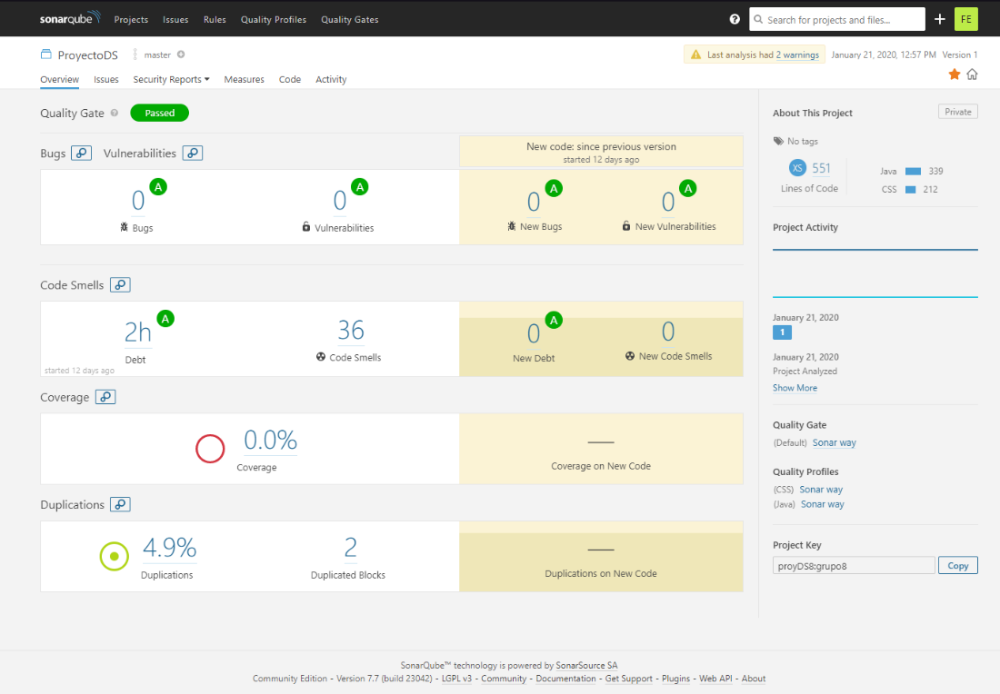 sonarqube Projects Issues Rules Quality Profiles Quality Gates Search for projects and files... FE
ProyectoDS master Last analysis had 2 warnings January 21, 2020, 12:57 PM Version 1
Overview Issues Security Reports Measures Code Activity
Quality Gate Passed
Bugs Vulnerabilities
New code: since previous version
started 12 days ago
0 A
Bugs
0 A
Vulnerabilities
0 A
New Bugs
0 A
New Vulnerabilities
Code Smells
2h A
Debt
started 12 days ago
36
Code Smells
0 A
New Debt
0
New Code Smells
Coverage
0.0%
Coverage
Coverage on New Code
Duplications
4.9%
Duplications
2
Duplicated Blocks
Duplications on New Code
About This Project Private
No tags
XS 551
Lines of Code
Java 339
CSS 212
Project Activity
January 21, 2020
1
January 21, 2020
Project Analyzed
Show More
Quality Gate
(Default) Sonar way
Quality Profiles
(CSS) Sonar way
(Java) Sonar way
Project Key
proyDS8:grupo8 Copy
SonarQube™ technology is powered by SonarSource SA
Community Edition - Version 7.7 (build 23042) - LGPL v3 - Community - Documentation - Get Support - Plugins - Web API - About